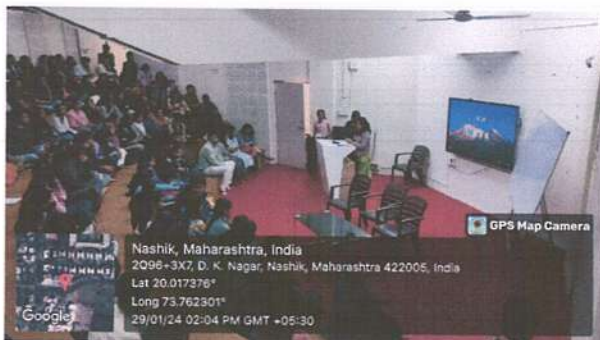 GPS Map Camera
Nashik, Maharashtra, India
2Q96+3X7, D. K. Nagar, Nashik, Maharashtra 422005, India
Lat 20.017376°
Long 73.762301°
29/01/24 02:04 PM GMT +05:30
Google